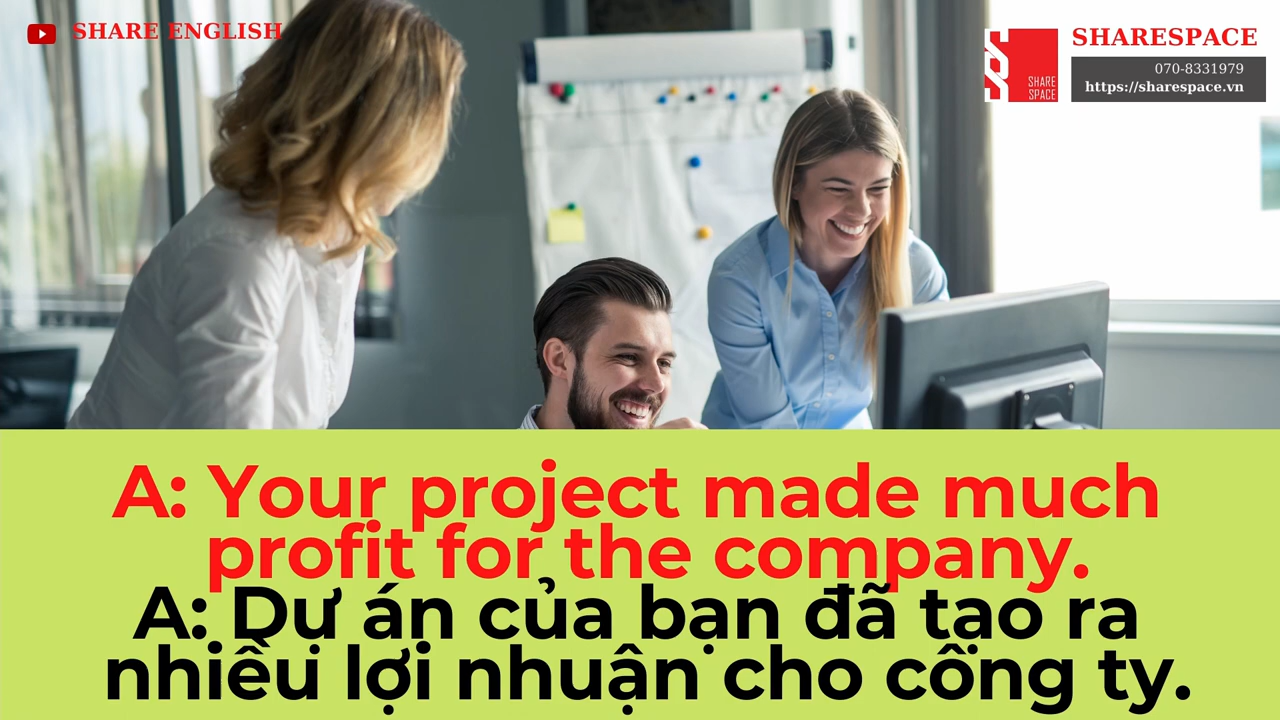 SHARE ENGLISH
SHARESPACE
070-8331979
https://sharespace.vn
SHARE
SPACE
A: Your project made much
profit for the company.
A: Dự án của bạn đã tạo ra
nhiều lợi nhuận cho công ty.